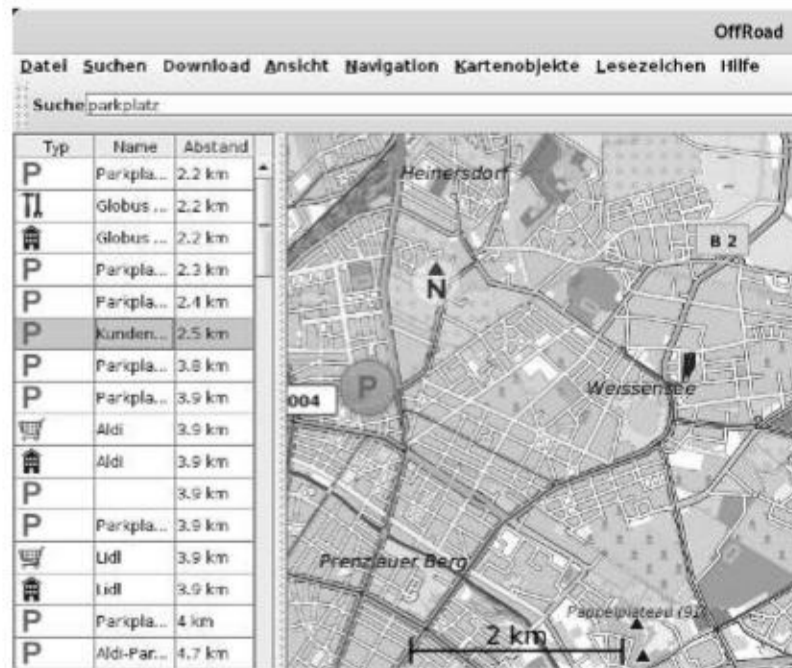 OffRoad
Datei Suchen Download Ansicht Navigation Kartenobjekte Lesezeichen Hilfe
Suche parkplatz
Typ Name Abstand
P Parkpla... 2.2 km
Globus ... 2.2 km
Globus ... 2.2 km
P Parkpla... 2.3 km
P Parkpla... 2.4 km
P Kunden... 2.5 km
P Parkpla... 3.8 km
P Parkpla... 3.9 km
Aldi 3.9 km
Aldi 3.9 km
P 3.9 km
P Parkpla... 3.9 km
Lidl 3.9 km
Lidl 3.9 km
P Parkpla... 4 km
P Aldi-Par... 4.7 km
Heinersdorf
B 2
N
P
004
Weissensee
Prenzlauer Berg
Pappelplateau (91)
2 km